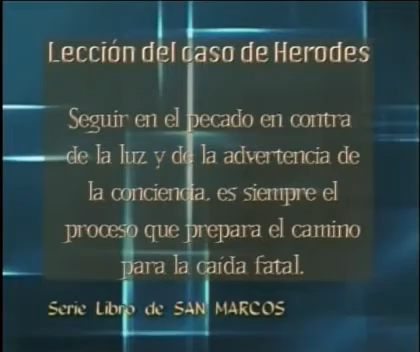 Lección del caso de Herodes
Seguir en el pecado en contra
de la luz y de la advertencia de
la conciencia. es siempre el
proceso que prepara el camino
para la caída fatal.
Serie Libro de SAN MARCOS